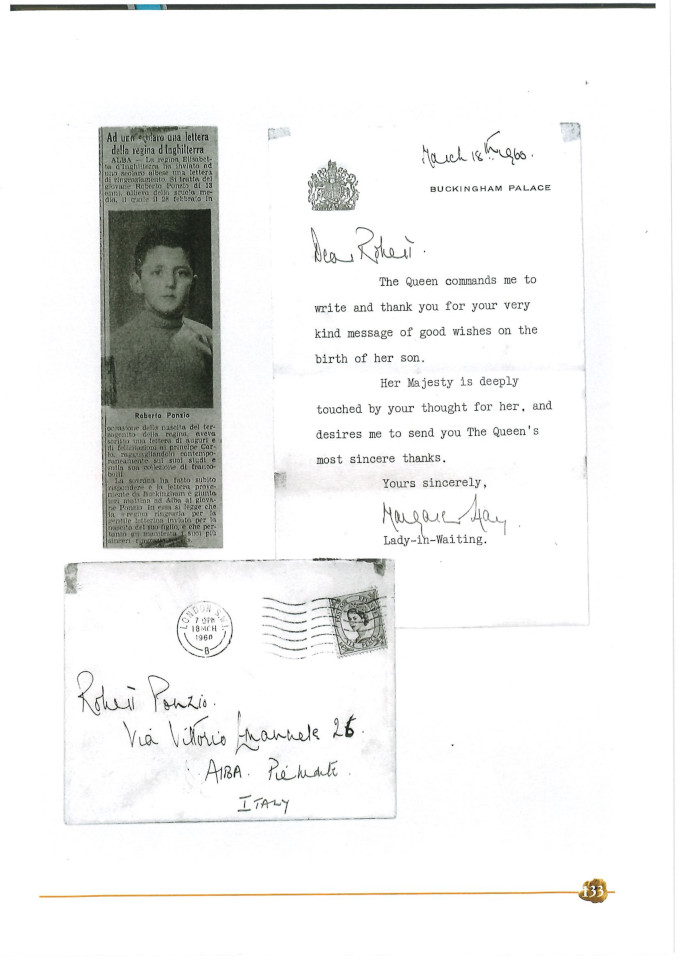 Ad uno scolaro una lettera
della regina d'Inghilterra
ALBA — La regina Elisabet-
ta d'Inghilterra ha inviato ad
uno scolaro albese una lettera
di ringraziamento. Si tratta del
giovane Roberto Ponzio di 13
anni, allievo della scuola me-
dia, il quale il 28 febbraio in
Roberto Ponzio
occasione della nascita del ter-
zogenito della regina, aveva
scritto una lettera di auguri e
di felicitazioni al principe Car-
lo, ragguagliandolo contempo-
raneamente sui suoi studi e
sulla sua collezione di franco-
bolli.
La sovrana ha fatto subito
rispondere e la lettera prove-
niente da Buckingham è giunta
ieri mattina ad Alba al giova-
ne Ponzio. In essa si legge che
la «regina ringrazia per la
gentile letterina inviata per la
nascita del suo figlio, e che per-
tanto gli manifesta i suoi più
sinceri
March 18th 1960.
BUCKINGHAM PALACE
Dear Robert.
The Queen commands me to
write and thank you for your very
kind message of good wishes on the
birth of her son.
Her Majesty is deeply
touched by your thought for her, and
desires me to send you The Queen's
most sincere thanks.
Yours sincerely,
Margaret Hay.
Lady-in-Waiting.
LONDON S.W.1.
7 PM
18 MCH
1960
B
Robert Ponzio.
Via Vittorio Emanuele 26.
ALBA. Piemonte.
ITALY
133